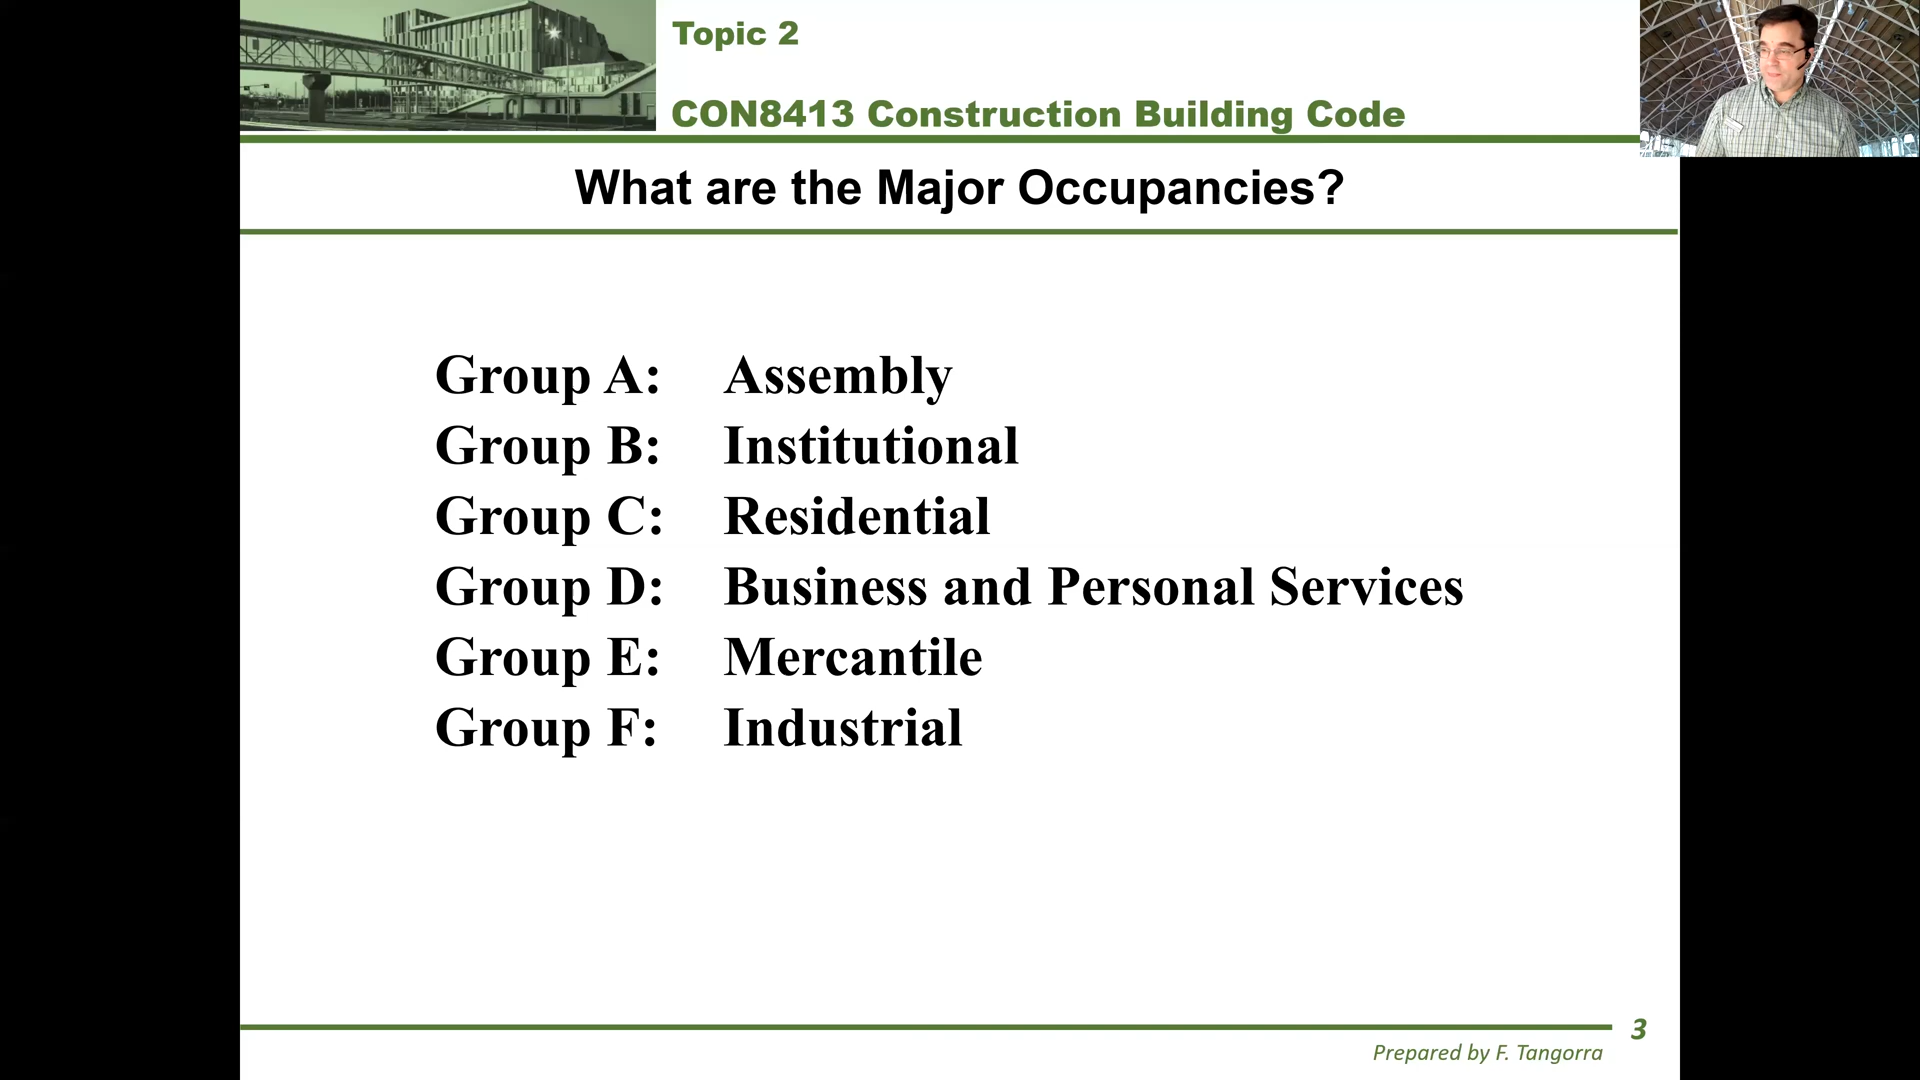 Topic 2
CON8413 Construction Building Code
What are the Major Occupancies?
Group A: Assembly
Group B: Institutional
Group C: Residential
Group D: Business and Personal Services
Group E: Mercantile
Group F: Industrial
3
Prepared by F. Tangorra